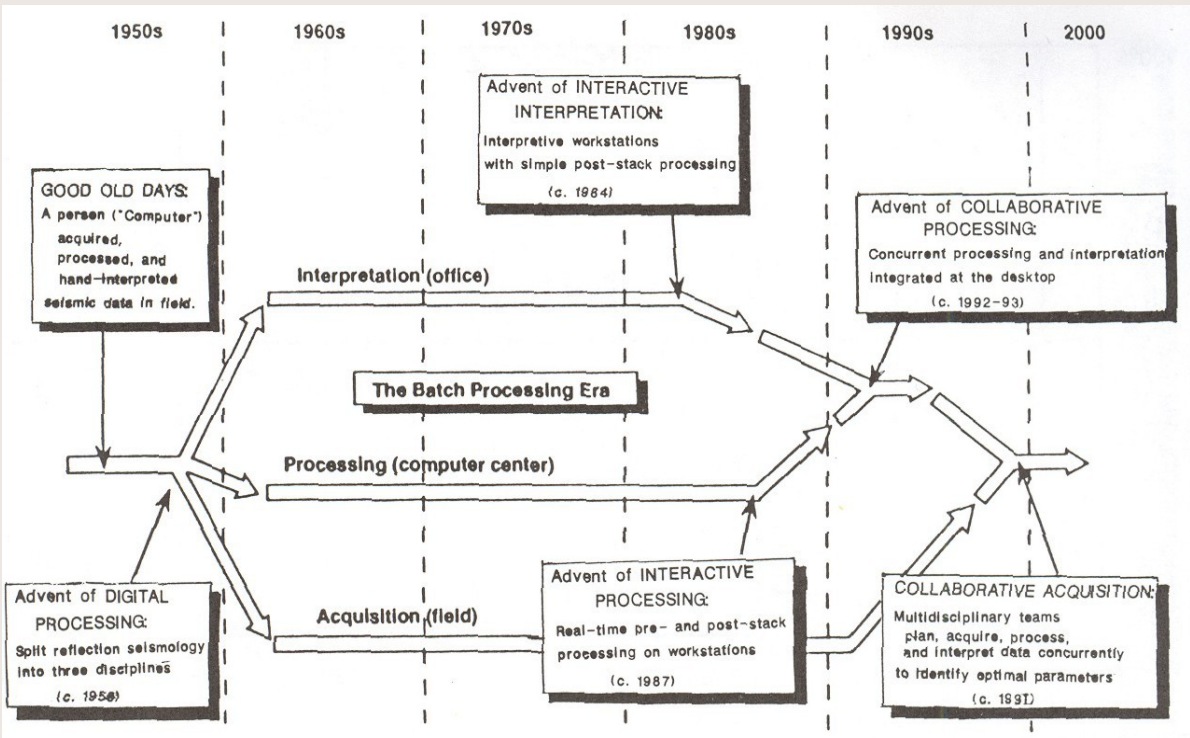 1950s 1960s 1970s 1980s 1990s 2000
Advent of INTERACTIVE
INTERPRETATION:
Interpretive workstations
with simple post-stack processing
(c. 1984)
GOOD OLD DAYS:
A person ("Computer")
acquired,
processed, and
hand-interpreted
seismic data in field.
Advent of COLLABORATIVE
PROCESSING:
Concurrent processing and interpretation
integrated at the desktop
(c. 1992-93)
Interpretation (office)
The Batch Processing Era
Processing (computer center)
Advent of DIGITAL
PROCESSING:
Split reflection seismology
into three disciplines
(c.
Acquisition (field)
Advent of INTERACTIVE
PROCESSING:
Real-time pre- and post-stack
processing on workstations
(c. 1987)
COLLABORATIVE ACQUISITION:
Multidisciplinary teams
plan, acquire, process,
and interpret data concurrently
to identify optimal parameters
(c.